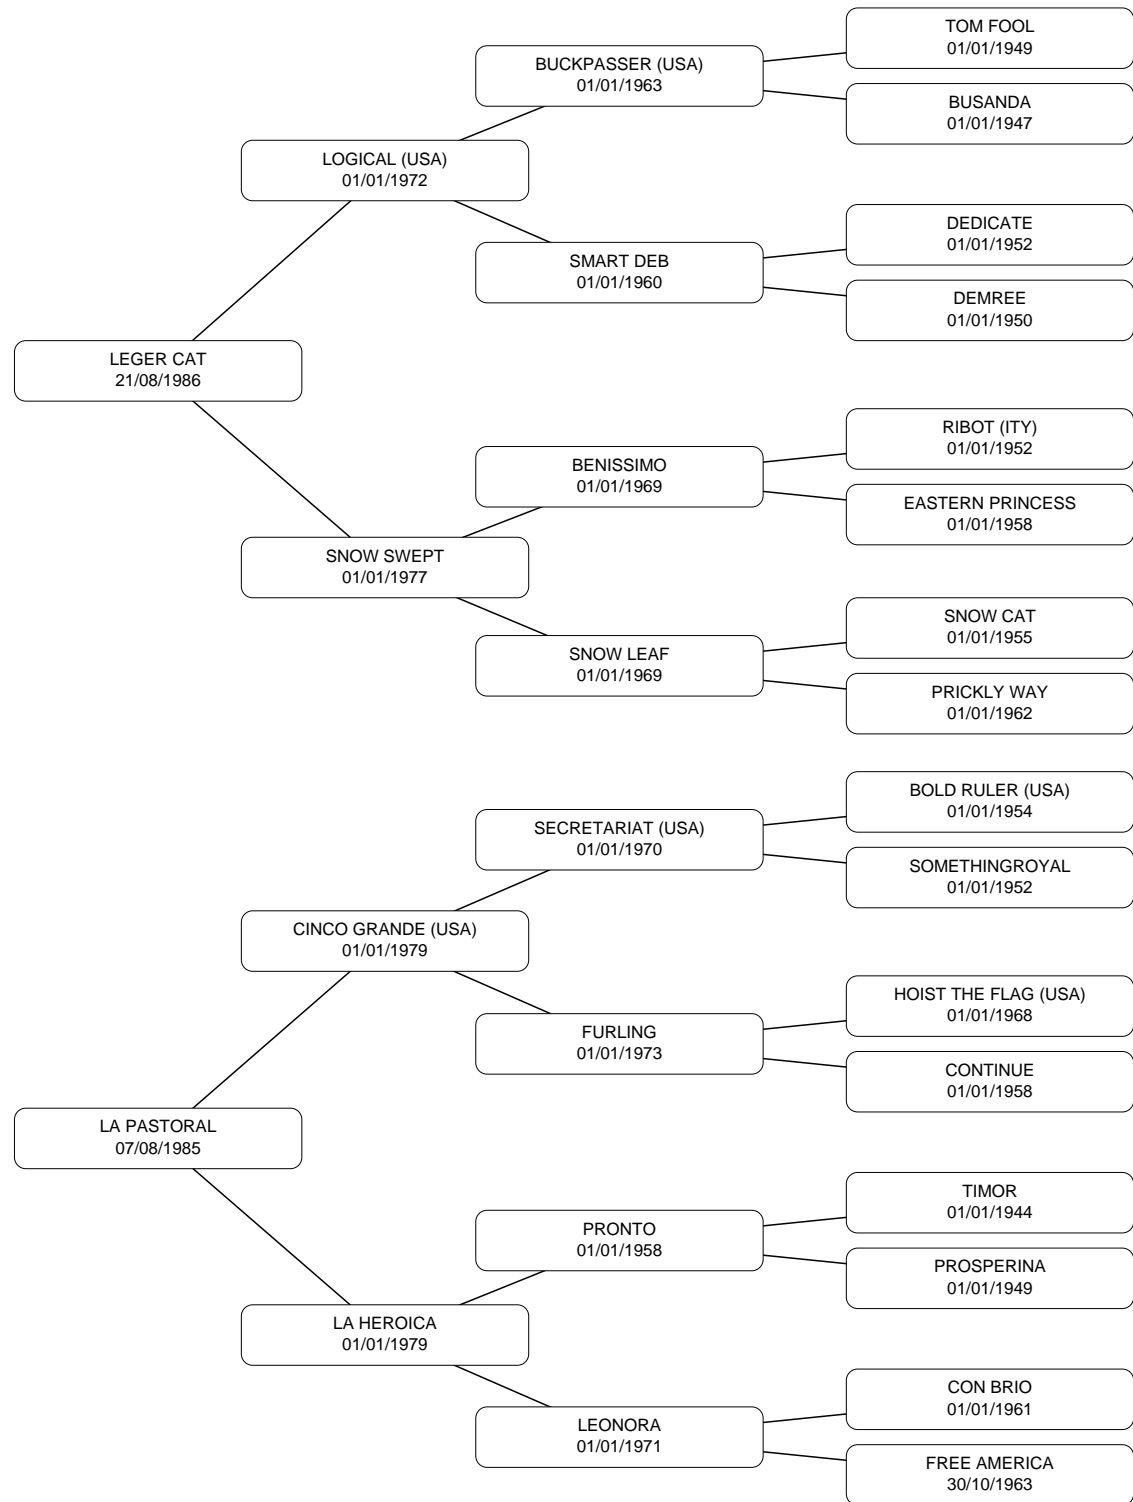 TOM FOOL
01/01/1949
BUCKPASSER (USA)
01/01/1963
BUSANDA
01/01/1947
LOGICAL (USA)
01/01/1972
DEDICATE
01/01/1952
SMART DEB
01/01/1960
DEMREE
01/01/1950
LEGER CAT
21/08/1986
RIBOT (ITY)
01/01/1952
BENISSIMO
01/01/1969
EASTERN PRINCESS
01/01/1958
SNOW SWEPT
01/01/1977
SNOW CAT
01/01/1955
SNOW LEAF
01/01/1969
PRICKLY WAY
01/01/1962
BOLD RULER (USA)
01/01/1954
SECRETARIAT (USA)
01/01/1970
SOMETHINGROYAL
01/01/1952
CINCO GRANDE (USA)
01/01/1979
HOIST THE FLAG (USA)
01/01/1968
FURLING
01/01/1973
CONTINUE
01/01/1958
LA PASTORAL
07/08/1985
TIMOR
01/01/1944
PRONTO
01/01/1958
PROSPERINA
01/01/1949
LA HEROICA
01/01/1979
CON BRIO
01/01/1961
LEONORA
01/01/1971
FREE AMERICA
30/10/1963